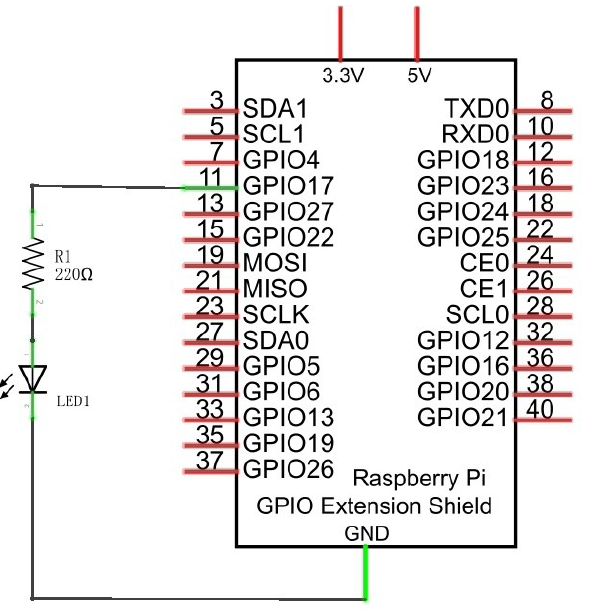 3.3V 5V
3 SDA1 TXD0 8
5 SCL1 RXD0 10
7 GPIO4 GPIO18 12
11 GPIO17 GPIO23 16
13 GPIO27 GPIO24 18
15 GPIO22 GPIO25 22
19 MOSI CE0 24
21 MISO CE1 26
23 SCLK SCL0 28
27 SDA0 GPIO12 32
29 GPIO5 GPIO16 36
31 GPIO6 GPIO20 38
33 GPIO13 GPIO21 40
35 GPIO19
37 GPIO26
Raspberry Pi
GPIO Extension Shield
GND
1
R1
220Ω
2
1
LED1
2